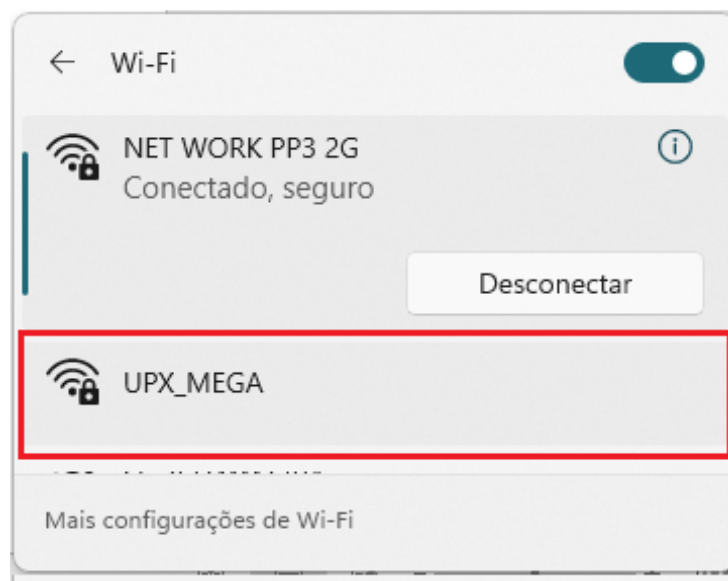 Wi-Fi
NET WORK PP3 2G
Conectado, seguro
Desconectar
UPX_MEGA
Mais configurações de Wi-Fi